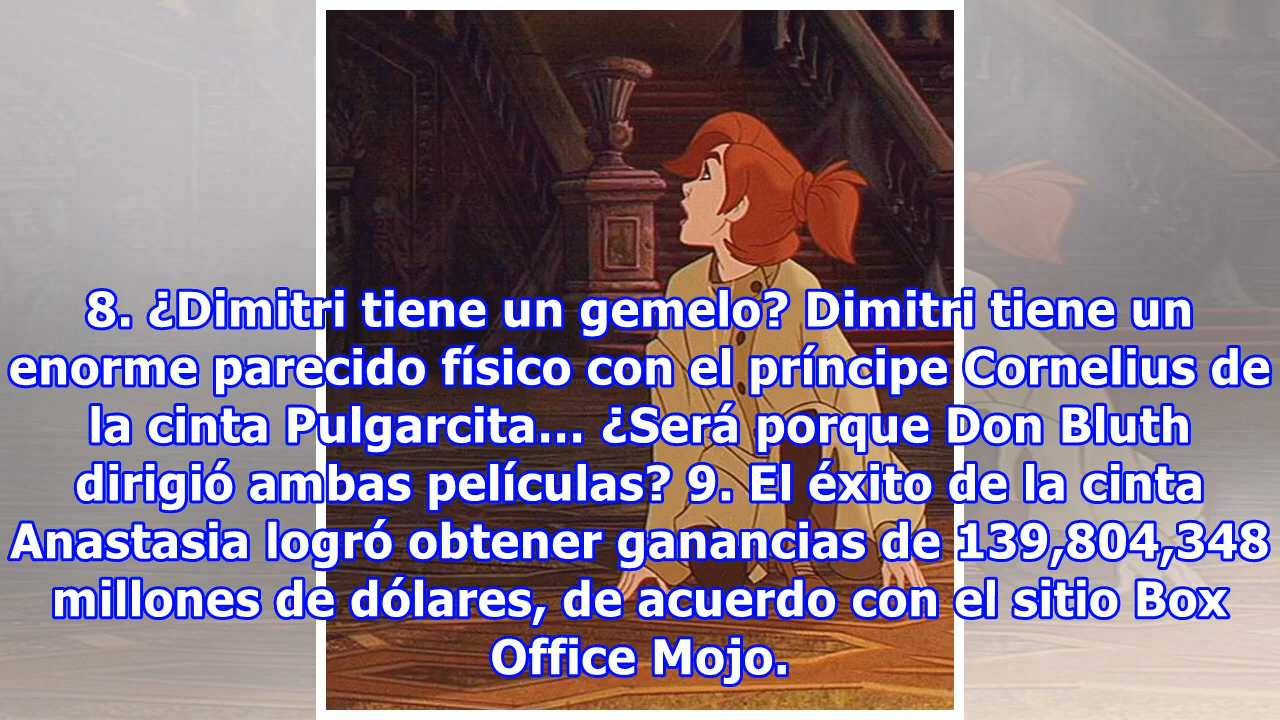 8. ¿Dimitri tiene un gemelo? Dimitri tiene un
enorme parecido físico con el príncipe Cornelius de
la cinta Pulgarcita... ¿Será porque Don Bluth
dirigió ambas películas? 9. El éxito de la cinta
Anastasia logró obtener ganancias de 139,804,348
millones de dólares, de acuerdo con el sitio Box
Office Mojo.